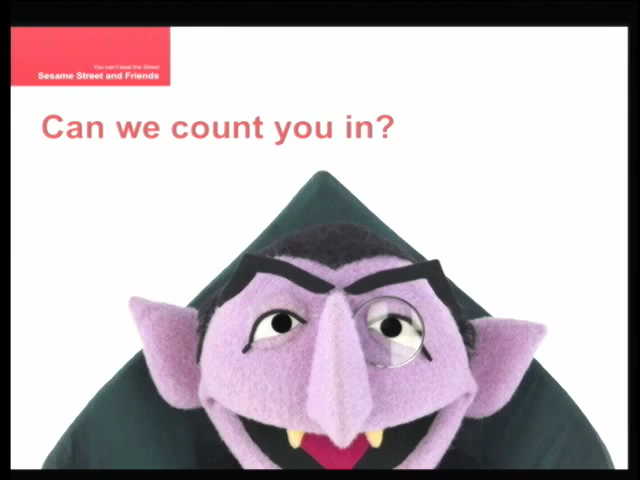 You can't beat the Street
Sesame Street and Friends
Can we count you in?